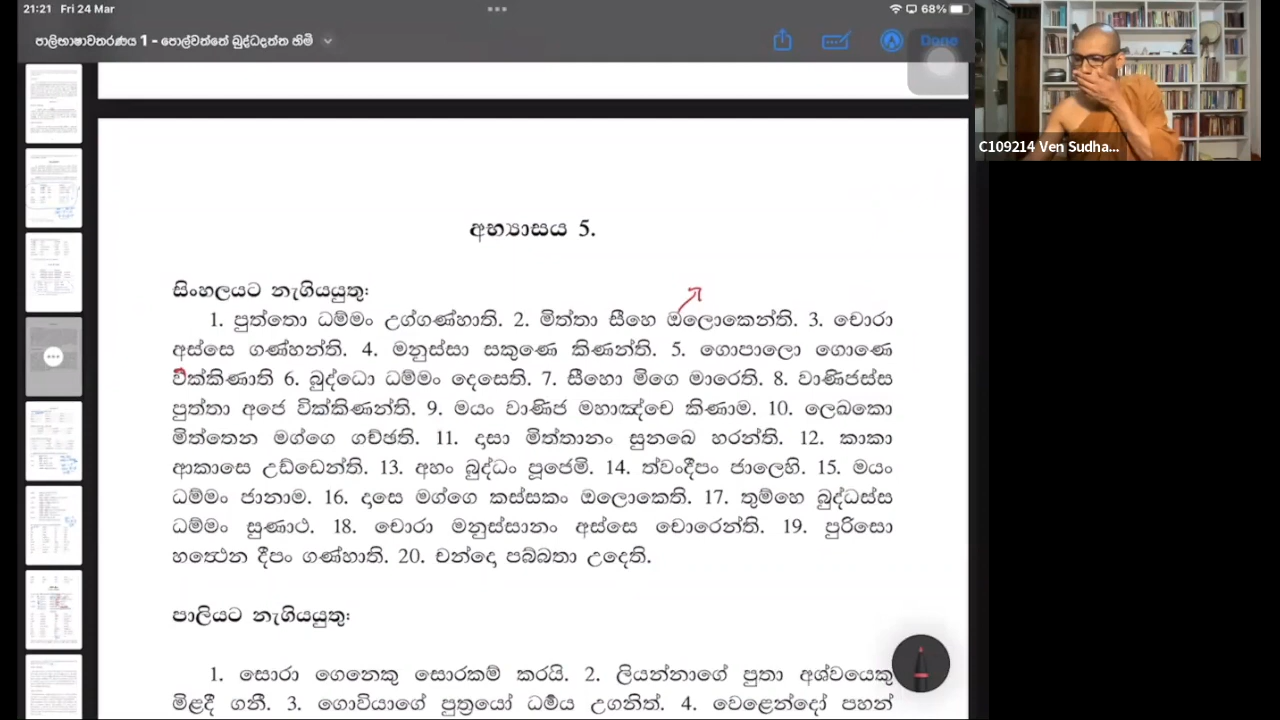 21:21 Fri 24 Mar
68%
පාලිභාෂාවතරණය 1 - පොල්වත්තේ බුද්ධදත්ත හිමි
Done
C109214 Ven Sudha...
අභ්‍යාසය 5.
සිංහලයට නැගියයුතු:
1. පුත්තො ධම්මං උග්ගණ්හාති. 2. මිත්තා සීහෙ ඔලොකෙන්ති. 3. චොරා
අස්සෙ ගණ්හන්ති. 4. මනුස්සා සකුණෙ කිණන්ති. 5. ගොපාලො ගොණෙ
වික්කිණාති 6. බුද්ධො ධම්මං දෙසෙති. 7. සීහො මිගෙ මාරෙති. 8. වාණිජස්ස
පුත්තා අජෙ වික්කිණන්ති. 9. මයං වාණිජ මහාඤ්චෙ කිණාම. 10. ලෙඛකො
මිත්තෙන මග්ගෙ ගච්ඡති. 11. දාසා මිත්තානං සුනඛෙ හරන්ති. 12. කාකා
ආකාසෙ උඩ්ඩෙන්ති. 13. අහං බුද්ධං පූජෙමි. 14. ත්වංදීපං ජාලෙහි. 15. මයං
ධම්මං ජානාම. 16. දාසෙ මග්ගෙ කස්සකං ඔලොකෙති. 17. තුම්හෙ බුද්ධස්ස
ධම්මං සුණාථ. 18. චොරා මනුස්සානං අස්සෙ චොරෙන්ති. 19. පුරිසො
හත්‍ථෙන දීපං ගණ්හාති. 20. චන්දො පබ්බතා උදෙති.
පාලියට නැගියයුතු:
1. සොරා ගොනෙකු සොරකම් කරයි. 2. ලියන්නාගේ පුතා අශ්වයෙකු
මිළදී ගනී. 3. ගොවියාගේ පුත්‍රයෝ ධර්‍මය උගනිත්. 4. වෙළෙන්දෝ පහන්